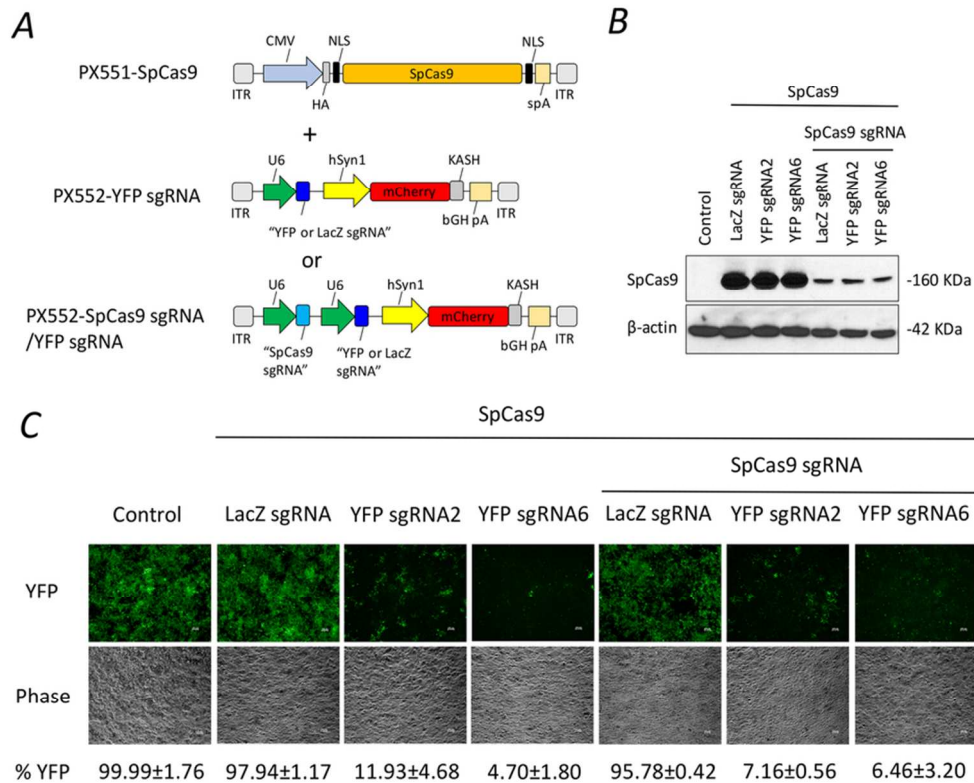 A
CMV
NLS
NLS
PX551-SpCas9
SpCas9
ITR
HA
spA
ITR
+
U6
hSyn1
KASH
PX552-YFP sgRNA
mCherry
ITR
bGH pA
ITR
“YFP or LacZ sgRNA”
or
U6
U6
hSyn1
KASH
PX552-SpCas9 sgRNA
/YFP sgRNA
mCherry
ITR
bGH pA
ITR
“SpCas9
sgRNA”
“YFP or LacZ
sgRNA”
B
SpCas9
SpCas9 sgRNA
Control
LacZ sgRNA
YFP sgRNA2
YFP sgRNA6
LacZ sgRNA
YFP sgRNA2
YFP sgRNA6
SpCas9
-160 KDa
β-actin
-42 KDa
C
SpCas9
SpCas9 sgRNA
Control LacZ sgRNA YFP sgRNA2 YFP sgRNA6 LacZ sgRNA YFP sgRNA2 YFP sgRNA6
YFP
Phase
% YFP 99.99±1.76 97.94±1.17 11.93±4.68 4.70±1.80 95.78±0.42 7.16±0.56 6.46±3.20